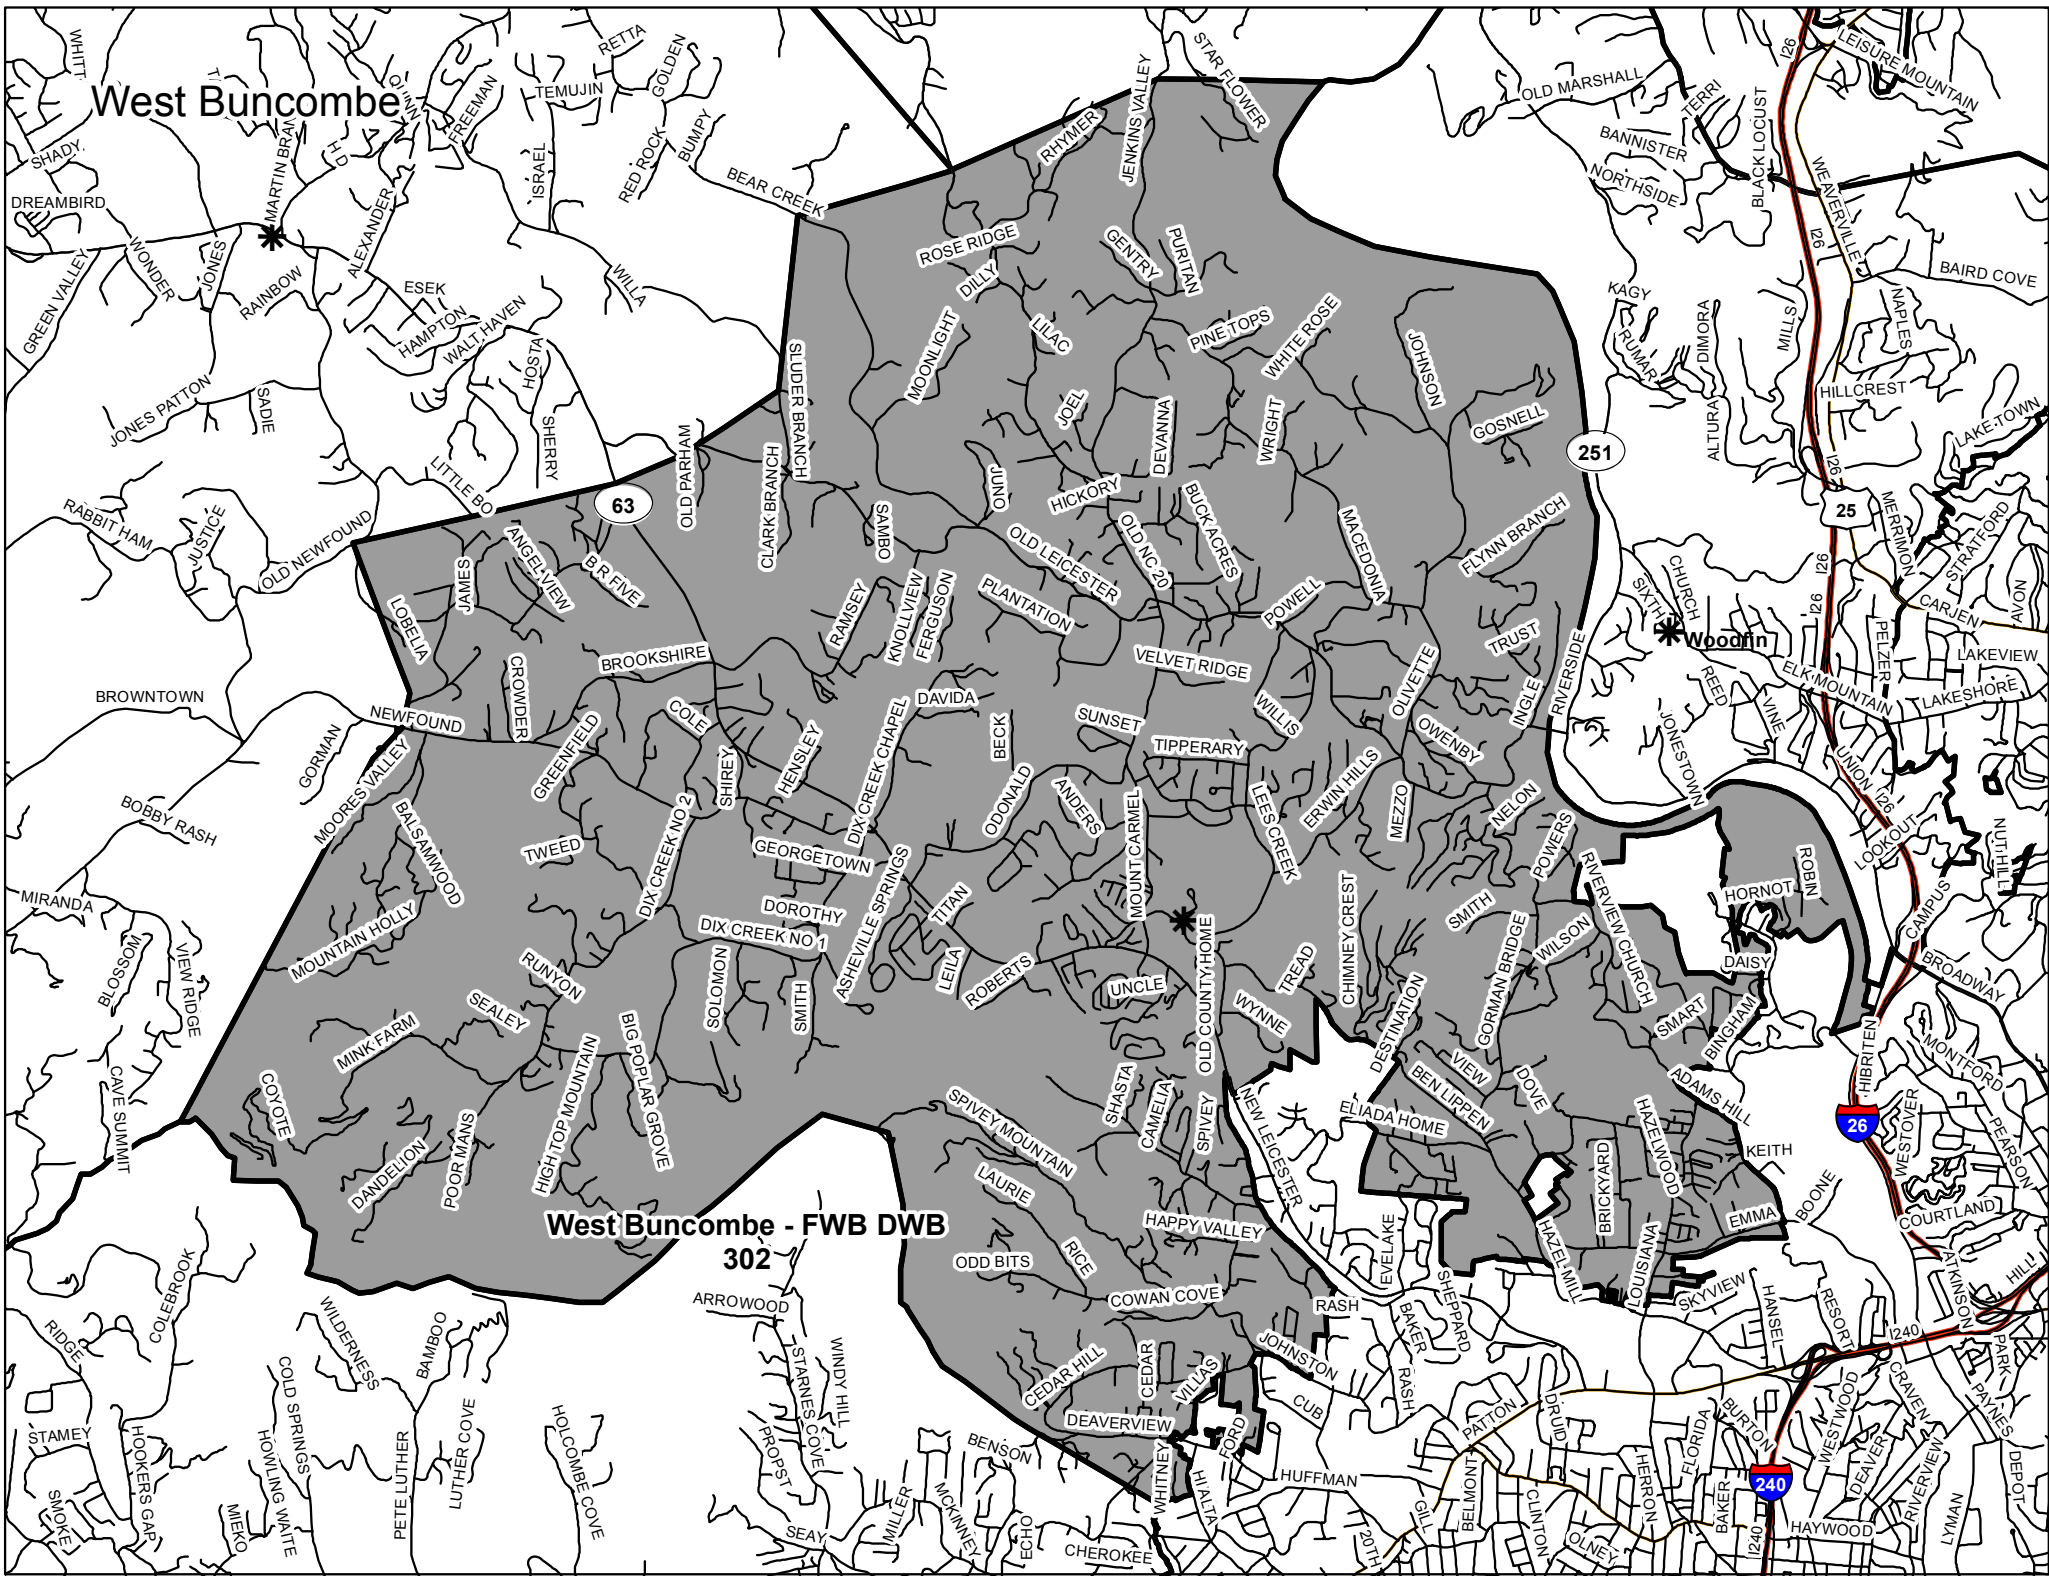 West Buncombe
WHITT
QUINN
FREEMAN
RETTA
TEMUJIN
GOLDEN
STAR FLOWER
JENKINS VALLEY
OLD MARSHALL
TERRI
BLACK LOCUST
I26
LEISURE MOUNTAIN
SHADY
H D
ISRAEL
RED ROCK
BUMPY
RHYMER
BANNISTER
NORTHSIDE
WEAVERVILLE
DREAMBIRD
ALEXANDER
BEAR CREEK
GREEN VALLEY
WONDER
JONES
RAINBOW
ESEK
HAMPTON
WALT HAVEN
WILLA
ROSE RIDGE
DILLY
GENTRY
PURITAN
I26
BAIRD COVE
KAGY
RUMAR
DIMORA
MILLS
NAPLES
MOONLIGHT
LILAC
PINE TOPS
WHITE ROSE
JOHNSON
JONES PATTON
SADIE
HOSTA
SHERRY
SLUDER BRANCH
JOEL
DEVANNA
WRIGHT
GOSNELL
ALTURA
HILLCREST
LAKE TOWN
251
I26
OLD PARHAM
CLARK BRANCH
LITTLE BO
63
JUNO
HICKORY
25
MERRIMON
STRATFORD
RABBIT HAM
JUSTICE
OLD NEWFOUND
ANGEL VIEW
B R FIVE
SAMBO
OLD LEICESTER
OLD NC 20
BUCK ACRES
MACEDONIA
FLYNN BRANCH
LOBELIA
JAMES
RAMSEY
KNOLLVIEW
FERGUSON
PLANTATION
POWELL
CHURCH
SIXTH
I26
I26
CARJEN
AVON
Woodfin
PELZER
LAKEVIEW
BROOKSHIRE
VELVET RIDGE
OLIVETTE
TRUST
RIVERSIDE
REED
ELK MOUNTAIN
LAKESHORE
BROWNTOWN
NEWFOUND
CROWDER
GREENFIELD
COLE
DAVIDA
BECK
SUNSET
WILLIS
TIPPERARY
OWENBY
INGLE
VINE
JONESTOWN
GORMAN
MOORES VALLEY
SHIREY
HENSLEY
DIX CREEK CHAPEL
ODONALD
ANDERS
MOUNT CARMEL
LEES CREEK
ERWIN HILLS
MEZZO
NELON
UNION
I26
BOBBY RASH
BALSAMWOOD
TWEED
DIX CREEK NO 2
GEORGETOWN
POWERS
LOOKOUT
NUT HILL
MIRANDA
DOROTHY
ASHEVILLE SPRINGS
TITAN
CHIMNEY CREST
SMITH
RIVERVIEW CHURCH
HORNOT
ROBIN
CAMPUS
BLOSSOM
VIEW RIDGE
MOUNTAIN HOLLY
RUNYON
DIX CREEK NO 1
LEILA
ROBERTS
OLD COUNTY HOME
TREAD
GORMAN BRIDGE
WILSON
DAISY
BROADWAY
SEALEY
SOLOMON
SMITH
UNCLE
WYNNE
DESTINATION
SMART
BINGHAM
MINK FARM
BIG POPLAR GROVE
VIEW
HIBRITEN
MONTFORD
CAVE SUMMIT
COYOTE
HIGH TOP MOUNTAIN
SPIVEY MOUNTAIN
SHASTA
CAMELIA
SPIVEY
NEW LEICESTER
ELIADA HOME
BEN LIPPEN
DOVE
ADAMS HILL
26
WESTOVER
PEARSON
DANDELION
POOR MANS
LAURIE
BRICKYARD
HAZELWOOD
KEITH
BOONE
West Buncombe - FWB DWB
302
HAPPY VALLEY
EVELAKE
HAZEL MILL
LOUISIANA
EMMA
COURTLAND
COLEBROOK
ODD BITS
RICE
COWAN COVE
RASH
SHEPPARD
SKYVIEW
HANSEL
RESORT
ATKINSON
HILL
RIDGE
WILDERNESS
BAMBOO
ARROWOOD
JOHNSTON
BAKER
I240
PARK
COLD SPRINGS
STARNES COVE
WINDY HILL
CEDAR HILL
CEDAR
VILLAS
RASH
DRUID
CRAVEN
PAYNES
STAMEY
HOOKERS GAP
HOWLING WAITE
PETE LUTHER
LUTHER COVE
HOLCOMBE COVE
PROPST
BENSON
DEAVERVIEW
FORD
CUB
PATTON
FLORIDA
BURTON
WESTWOOD
DEAVER
RIVERVIEW
DEPOT
SMOKE
MIEKO
SEAY
MILLER
MCKINNEY
ECHO
WHITNEY
HI ALTA
HUFFMAN
GILL
BELMONT
CLINTON
HERRON
BAKER
240
HAYWOOD
LYMAN
CHEROKEE
20TH
OLNEY
I240